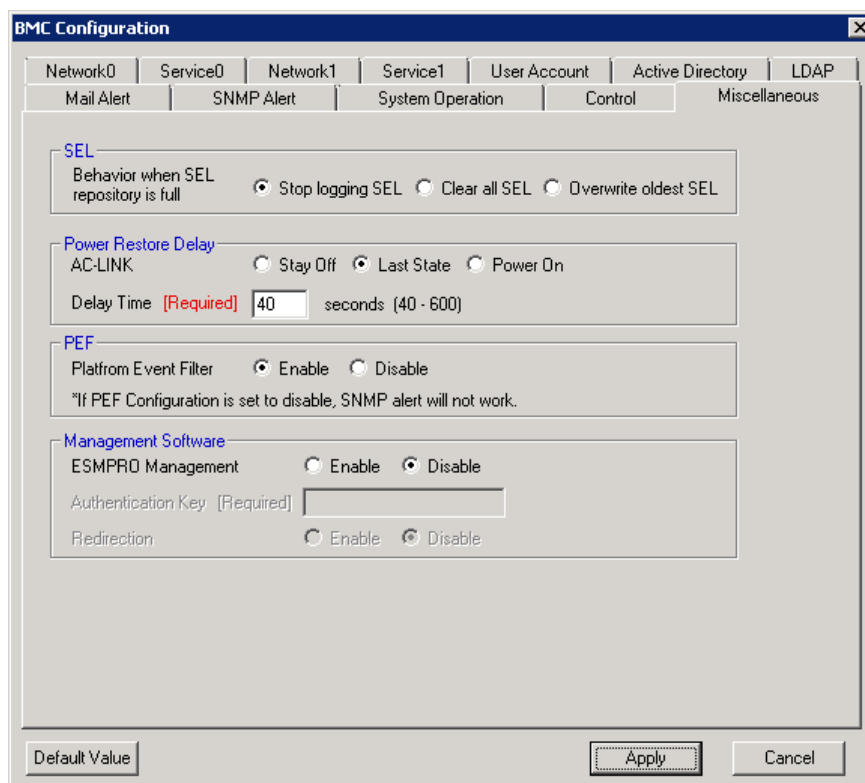 BMC Configuration
Network0 Service0 Network1 Service1 User Account Active Directory LDAP
Mail Alert SNMP Alert System Operation Control Miscellaneous
SEL
Behavior when SEL
repository is full Stop logging SEL Clear all SEL Overwrite oldest SEL
Power Restore Delay
AC-LINK Stay Off Last State Power On
Delay Time [Required] 40 seconds (40 - 600)
PEF
Platfrom Event Filter Enable Disable
*If PEF Configuration is set to disable, SNMP alert will not work.
Management Software
ESMPRO Management Enable Disable
Authentication Key [Required]
Redirection Enable Disable
Default Value Apply Cancel